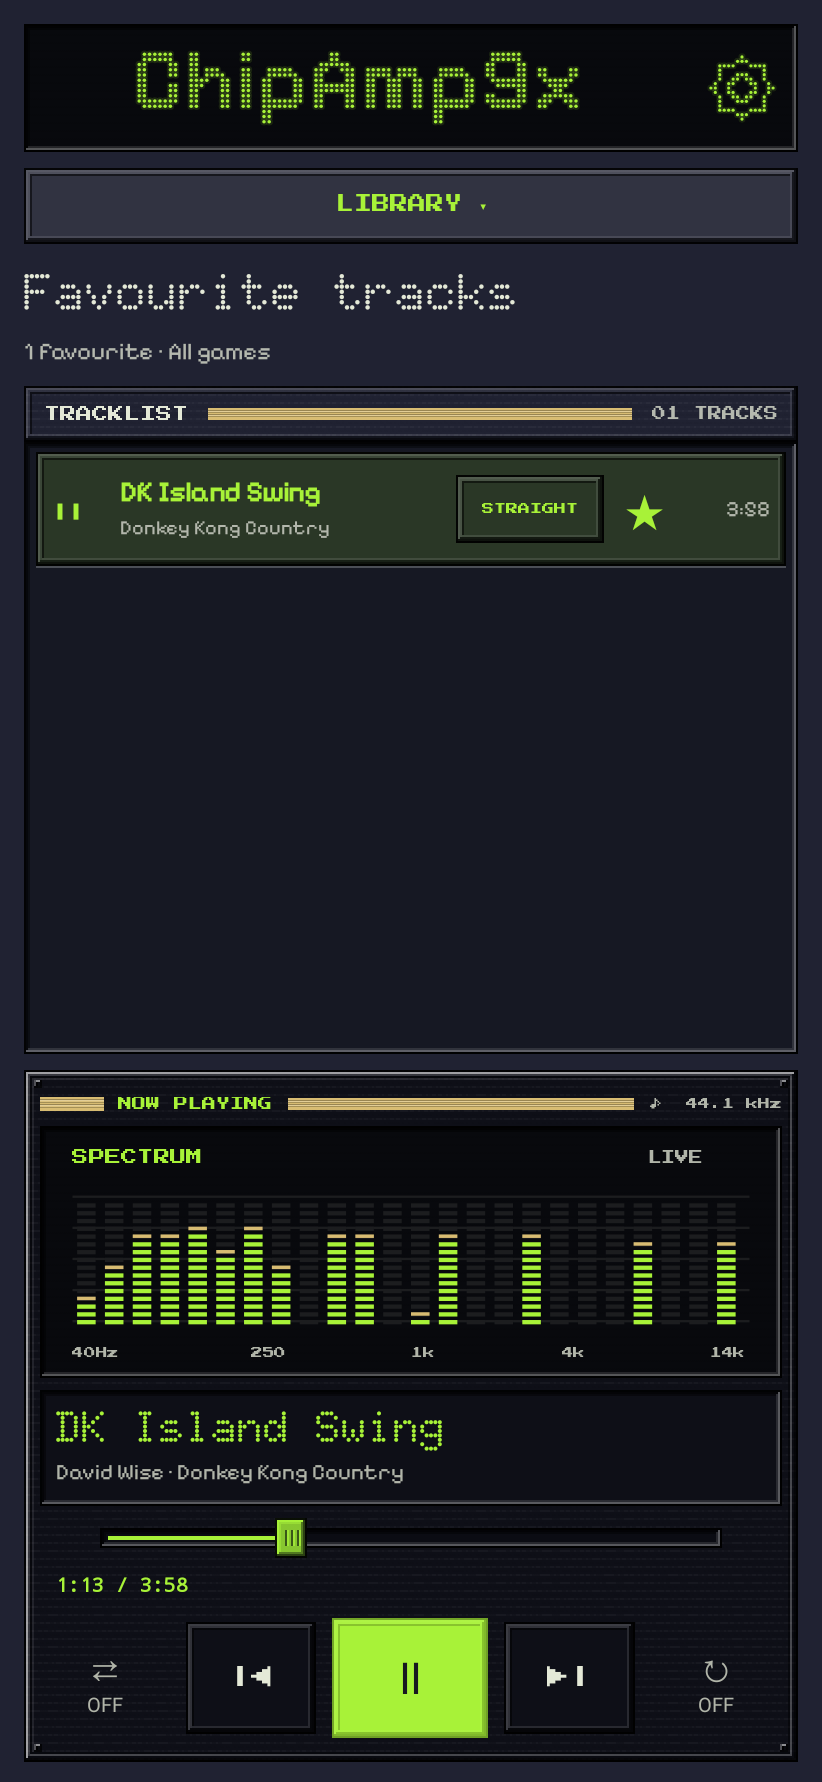 ChipAmp9x
LIBRARY ▾
Favourite tracks
1 Favourite · All games
TRACKLIST 01 TRACKS
DK Island Swing
Donkey Kong Country
STRAIGHT
★
3:58
NOW PLAYING ♪ 44.1 kHz
SPECTRUM LIVE
40Hz 250 1k 4k 14k
DK Island Swing
David Wise · Donkey Kong Country
1:13 / 3:58
OFF OFF